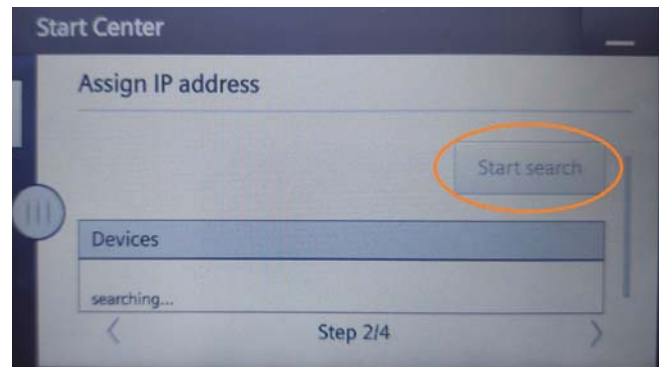 Start Center
Assign IP address
Start search
Devices
searching...
Step 2/4